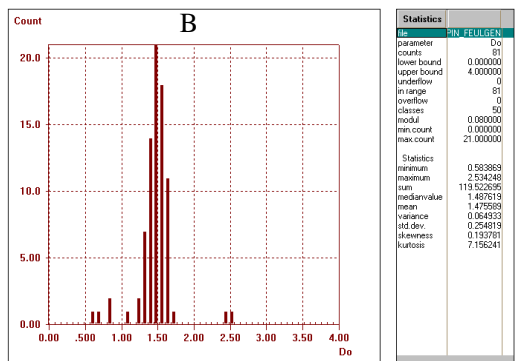 B
Count
20.0
15.0
10.0
5.00
0.00
0.00 0.50 1.00 1.50 2.00 2.50 3.00 3.50 4.00
Do
Statistics
file PIN_FEULGEN
parameter Do
counts 81
lower bound 0.000000
upper bound 4.000000
underflow 0
in range 81
overflow 0
classes 50
modul 0.080000
min.count 0.000000
max.count 21.000000
Statistics
minimum 0.583869
maximum 2.534248
sum 119.522695
medianvalue 1.487619
mean 1.475589
variance 0.064933
std.dev. 0.254819
skewness 0.193781
kurtosis 7.156241